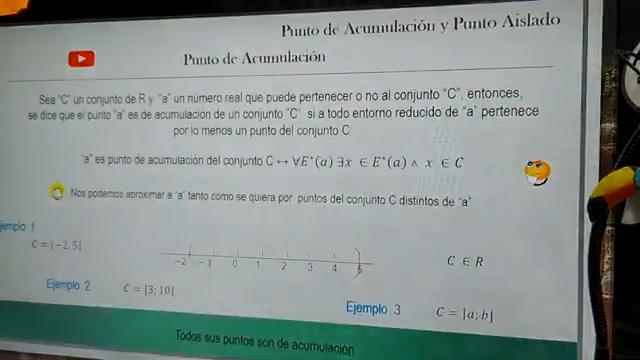 Punto de Acumulación y Punto Aislado
Punto de Acumulación
Sea "C" un conjunto de R y "a" un número real que puede pertenecer o no al conjunto "C", entonces,
se dice que el punto "a" es de acumulación de un conjunto "C" si a todo entorno reducido de "a" pertenece
por lo menos un punto del conjunto C
"a" es punto de acumulación del conjunto C ↔ ∀E*(a) ∃x ∈ E*(a) ∧ x ∈ C
Nos podemos aproximar a "a" tanto como se quiera por puntos del conjunto C distintos de "a"
jemplo 1
C = (-2, 5]
-2 -1 0 1 2 3 4 5
C ∈ R
Ejemplo 2
C = [3; 10]
Ejemplo 3
C = [a; b]
Todos sus puntos son de acumulación